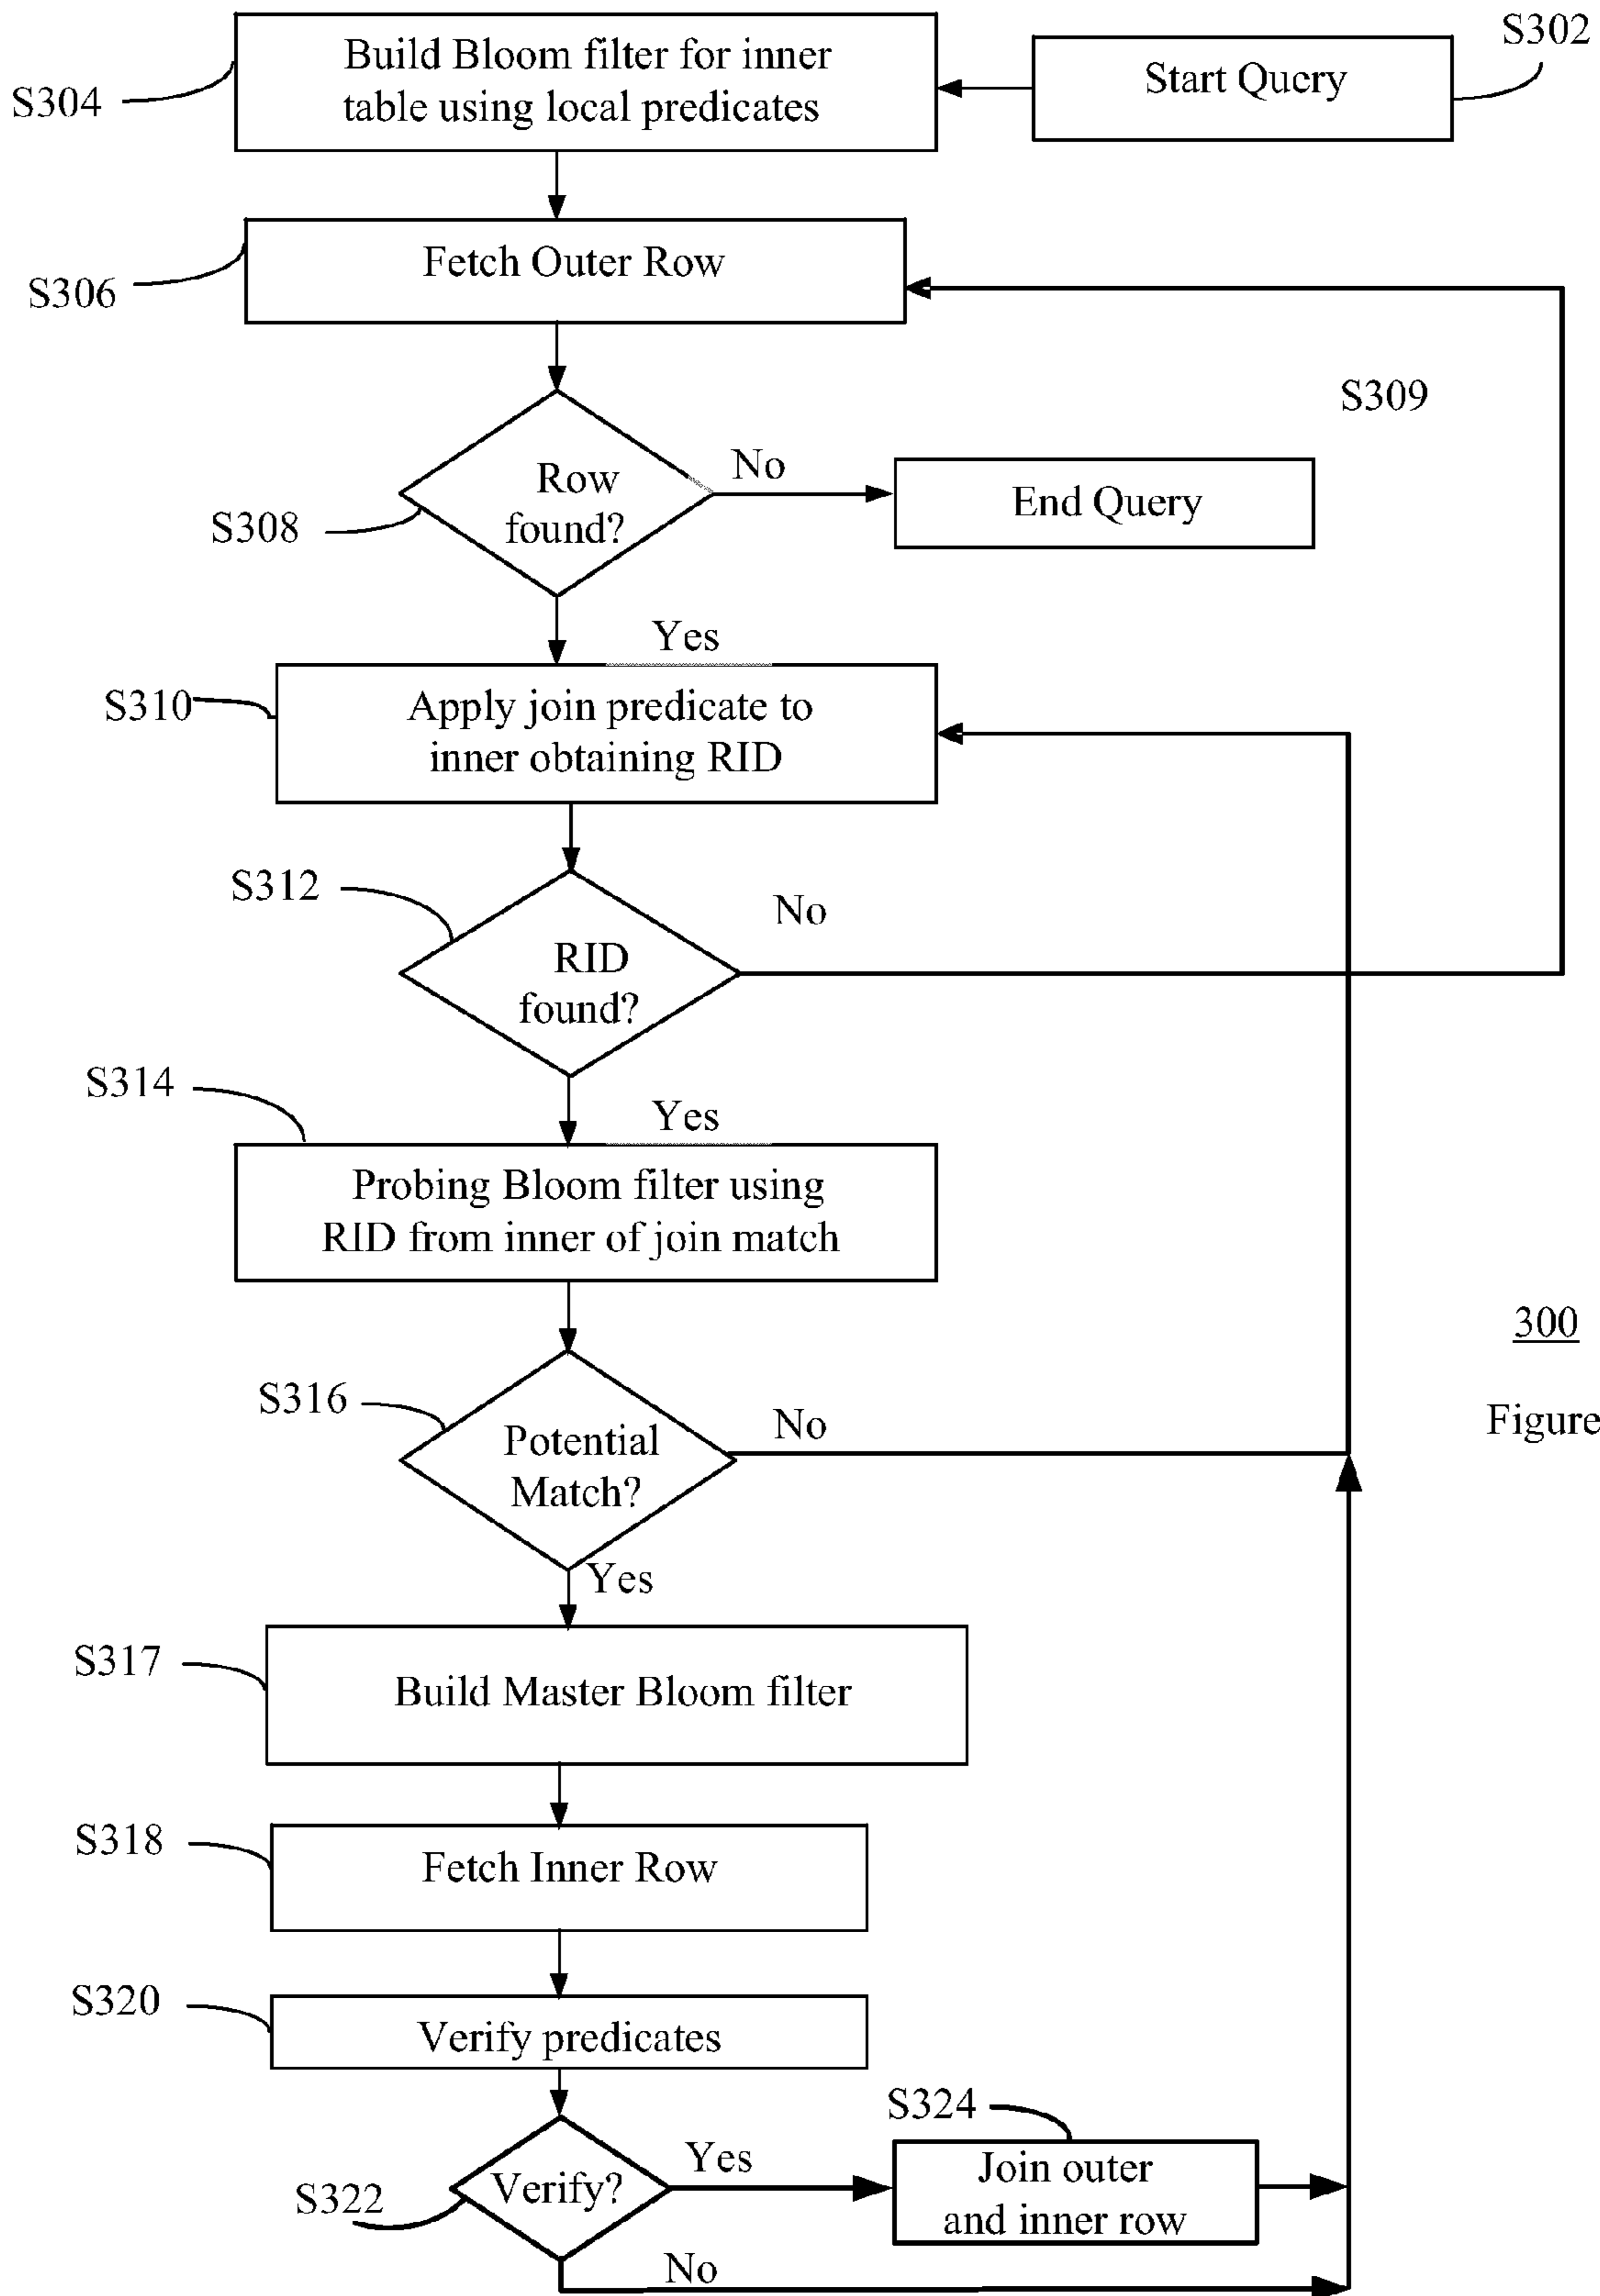 S302
Start Query
S304
Build Bloom filter for inner
table using local predicates
S306
Fetch Outer Row
S309
S308
Row
found?
No
End Query
Yes
S310
Apply join predicate to
inner obtaining RID
S312
RID
found?
No
S314
Yes
Probing Bloom filter using
RID from inner of join match
300
Figure
S316
Potential
Match?
No
Yes
S317
Build Master Bloom filter
S318
Fetch Inner Row
S320
Verify predicates
S324
S322
Verify?
Yes
Join outer
and inner row
No